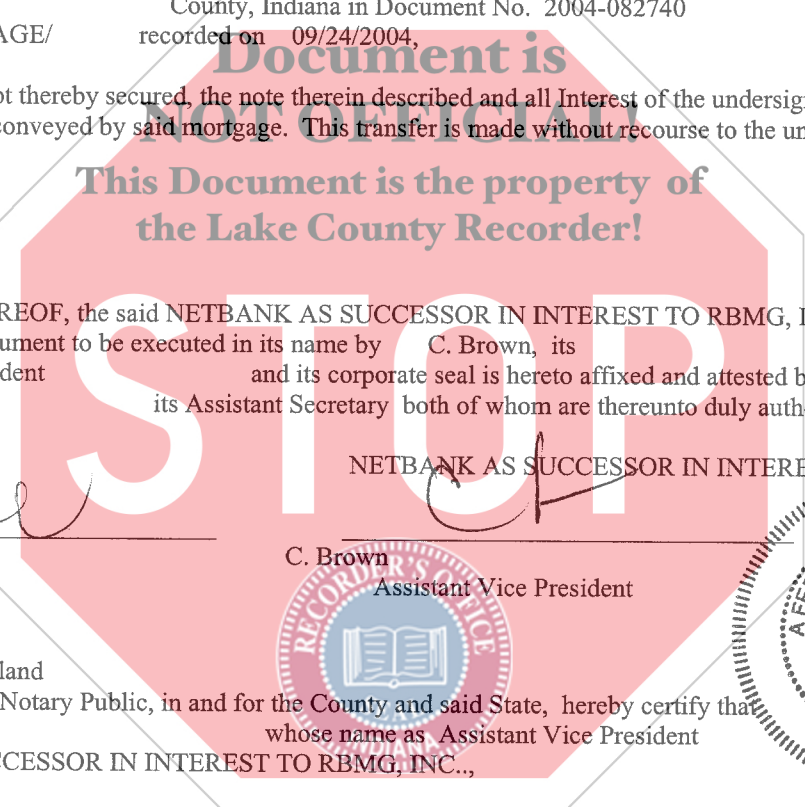 County, Indiana in Document No. 2004-082740
AGE/ recorded on 09/24/2004,
Document is
ot thereby secured, the note therein described and all Interest of the undersig
NOT OFFICIAL!
conveyed by said mortgage. This transfer is made without recourse to the un
This Document is the property of
the Lake County Recorder!
REOF, the said NETBANK AS SUCCESSOR IN INTEREST TO RBMG, I
ument to be executed in its name by C. Brown, its
dent and its corporate seal is hereto affixed and attested b
its Assistant Secretary both of whom are thereunto duly auth
STOP
NETBANK AS SUCCESSOR IN INTERE
C. Brown
Assistant Vice President
RECORDER'S OFFICE
INDIANA
land
Notary Public, in and for the County and said State, hereby certify that
whose name as Assistant Vice President
CCESSOR IN INTEREST TO RBMG, INC..,